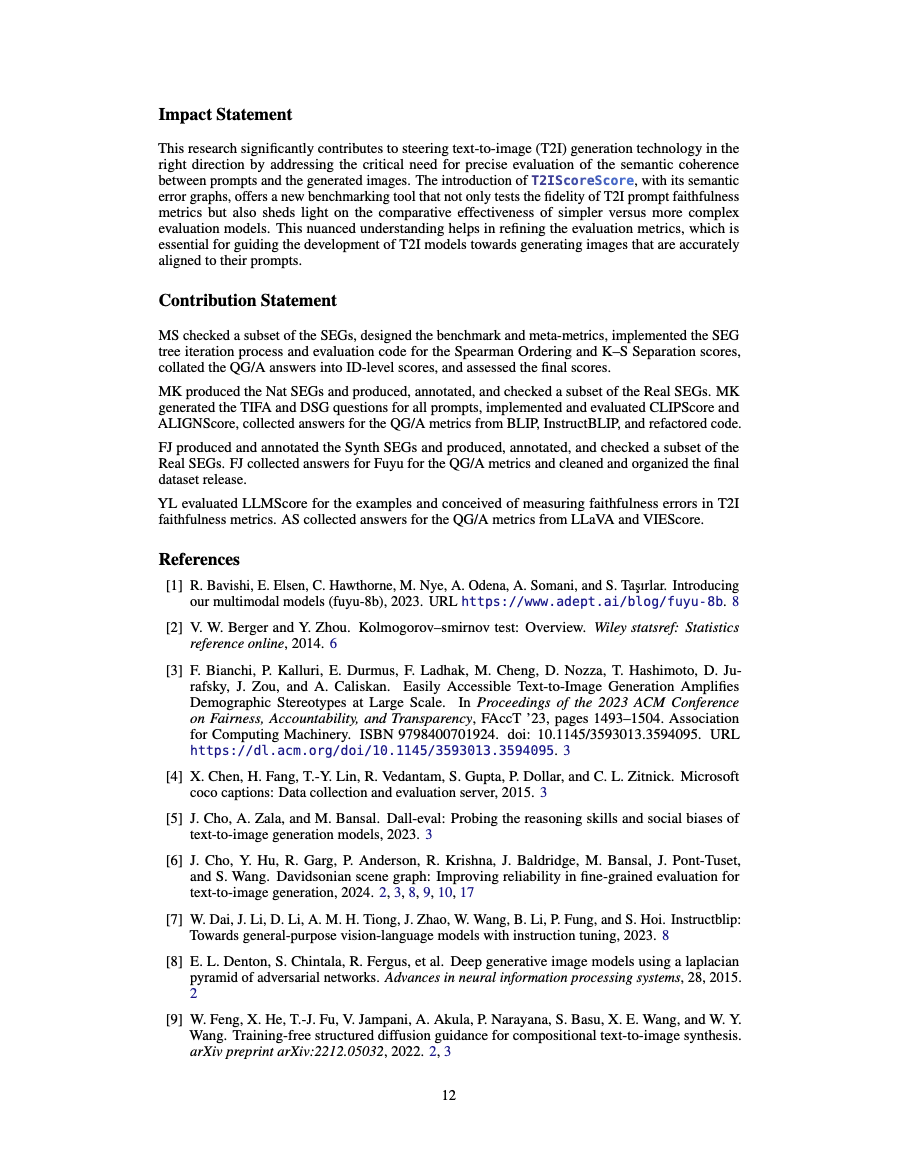 Impact Statement
This research significantly contributes to steering text-to-image (T2I) generation technology in the
right direction by addressing the critical need for precise evaluation of the semantic coherence
between prompts and the generated images. The introduction of T2IScoreScore, with its semantic
error graphs, offers a new benchmarking tool that not only tests the fidelity of T2I prompt faithfulness
metrics but also sheds light on the comparative effectiveness of simpler versus more complex
evaluation models. This nuanced understanding helps in refining the evaluation metrics, which is
essential for guiding the development of T2I models towards generating images that are accurately
aligned to their prompts.
Contribution Statement
MS checked a subset of the SEGs, designed the benchmark and meta-metrics, implemented the SEG
tree iteration process and evaluation code for the Spearman Ordering and K–S Separation scores,
collated the QG/A answers into ID-level scores, and assessed the final scores.
MK produced the Nat SEGs and produced, annotated, and checked a subset of the Real SEGs. MK
generated the TIFA and DSG questions for all prompts, implemented and evaluated CLIPScore and
ALIGNScore, collected answers for the QG/A metrics from BLIP, InstructBLIP, and refactored code.
FJ produced and annotated the Synth SEGs and produced, annotated, and checked a subset of the
Real SEGs. FJ collected answers for Fuyu for the QG/A metrics and cleaned and organized the final
dataset release.
YL evaluated LLMScore for the examples and conceived of measuring faithfulness errors in T2I
faithfulness metrics. AS collected answers for the QG/A metrics from LLaVA and VIEScore.
References
[1] R. Bavishi, E. Elsen, C. Hawthorne, M. Nye, A. Odena, A. Somani, and S. Taşırlar. Introducing
our multimodal models (fuyu-8b), 2023. URL https://www.adept.ai/blog/fuyu-8b. 8
[2] V. W. Berger and Y. Zhou. Kolmogorov–smirnov test: Overview. Wiley statsref: Statistics
reference online, 2014. 6
[3] F. Bianchi, P. Kalluri, E. Durmus, F. Ladhak, M. Cheng, D. Nozza, T. Hashimoto, D. Ju-
rafsky, J. Zou, and A. Caliskan. Easily Accessible Text-to-Image Generation Amplifies
Demographic Stereotypes at Large Scale. In Proceedings of the 2023 ACM Conference
on Fairness, Accountability, and Transparency, FAccT ’23, pages 1493–1504. Association
for Computing Machinery. ISBN 9798400701924. doi: 10.1145/3593013.3594095. URL
https://dl.acm.org/doi/10.1145/3593013.3594095. 3
[4] X. Chen, H. Fang, T.-Y. Lin, R. Vedantam, S. Gupta, P. Dollar, and C. L. Zitnick. Microsoft
coco captions: Data collection and evaluation server, 2015. 3
[5] J. Cho, A. Zala, and M. Bansal. Dall-eval: Probing the reasoning skills and social biases of
text-to-image generation models, 2023. 3
[6] J. Cho, Y. Hu, R. Garg, P. Anderson, R. Krishna, J. Baldridge, M. Bansal, J. Pont-Tuset,
and S. Wang. Davidsonian scene graph: Improving reliability in fine-grained evaluation for
text-to-image generation, 2024. 2, 3, 8, 9, 10, 17
[7] W. Dai, J. Li, D. Li, A. M. H. Tiong, J. Zhao, W. Wang, B. Li, P. Fung, and S. Hoi. Instructblip:
Towards general-purpose vision-language models with instruction tuning, 2023. 8
[8] E. L. Denton, S. Chintala, R. Fergus, et al. Deep generative image models using a laplacian
pyramid of adversarial networks. Advances in neural information processing systems, 28, 2015.
2
[9] W. Feng, X. He, T.-J. Fu, V. Jampani, A. Akula, P. Narayana, S. Basu, X. E. Wang, and W. Y.
Wang. Training-free structured diffusion guidance for compositional text-to-image synthesis.
arXiv preprint arXiv:2212.05032, 2022. 2, 3
12